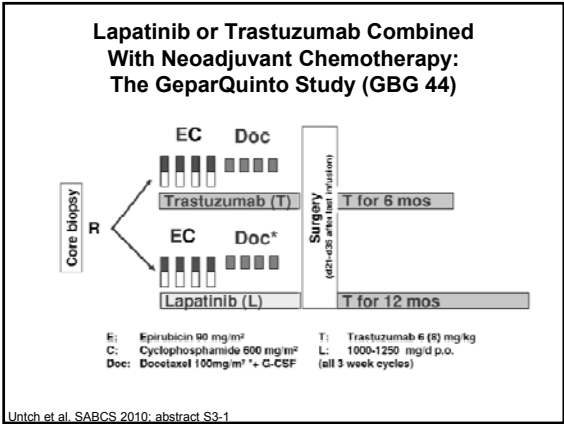 Lapatinib or Trastuzumab Combined
With Neoadjuvant Chemotherapy:
The GeparQuinto Study (GBG 44)
EC Doc
Trastuzumab (T)
T for 6 mos
Core biopsy
R
Surgery
(d21-d35 after last infusion)
EC Doc*
Lapatinib (L)
T for 12 mos
E: Epirubicin 90 mg/m² T: Trastuzumab 6 (8) mg/kg
C: Cyclophosphamide 600 mg/m² L: 1000-1250 mg/d p.o.
Doc: Docetaxel 100mg/m² *+ G-CSF (all 3 week cycles)
Untch et al. SABCS 2010; abstract S3-1